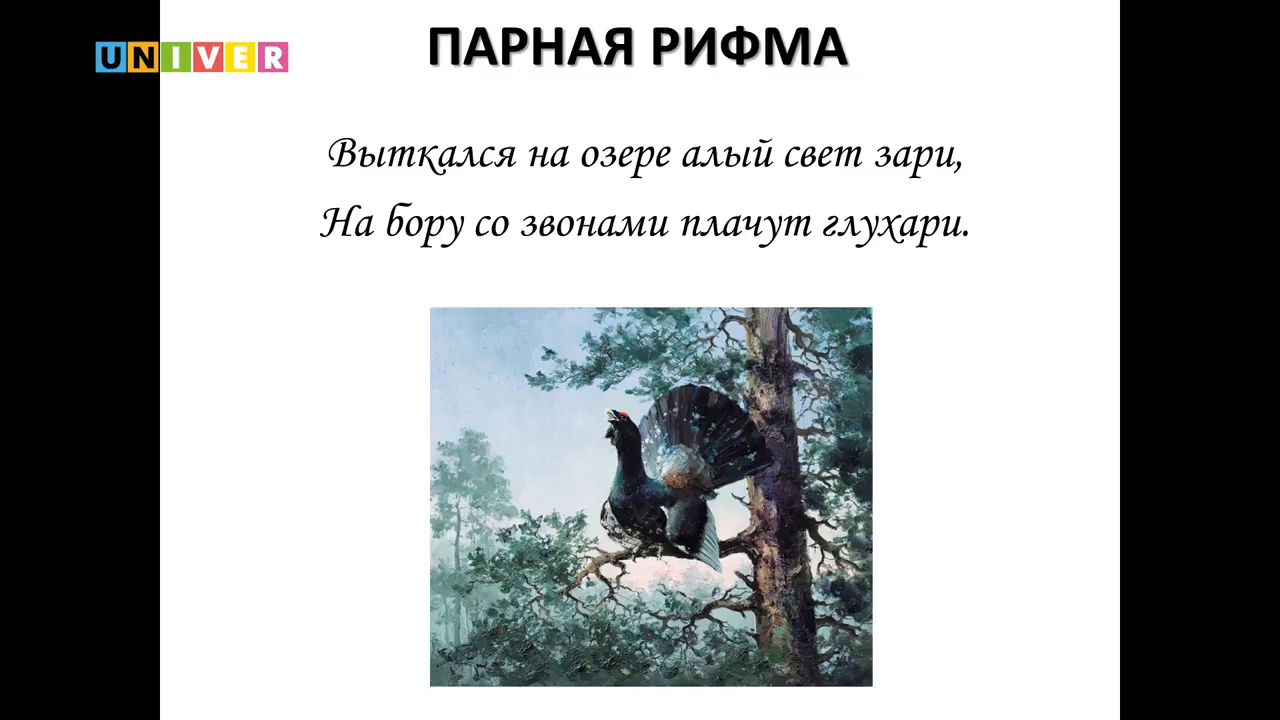 UNIVER
ПАРНАЯ РИФМА
Выткался на озере алый свет зари,
На бору со звонами плачут глухари.